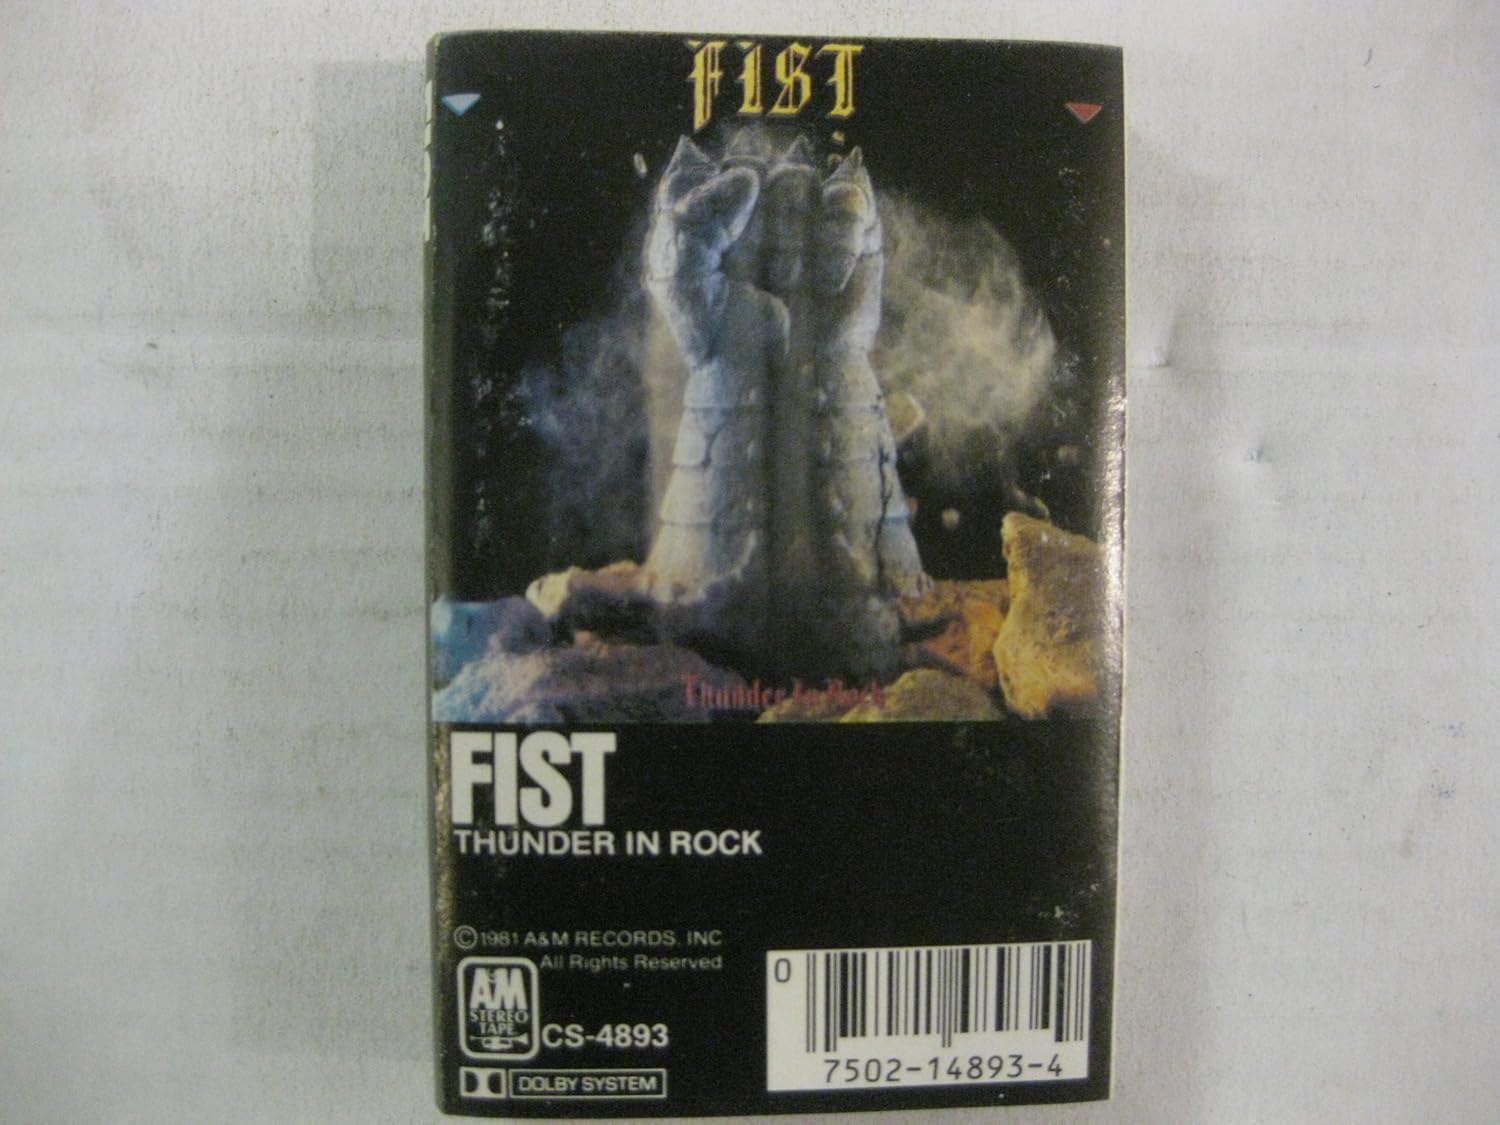 FIST
Thunder In Rock
FIST
THUNDER IN ROCK
©1981 A&M RECORDS, INC
All Rights Reserved
A&M
STEREO
TAPE
CS-4893
DOLBY SYSTEM
0
7502-14893-4